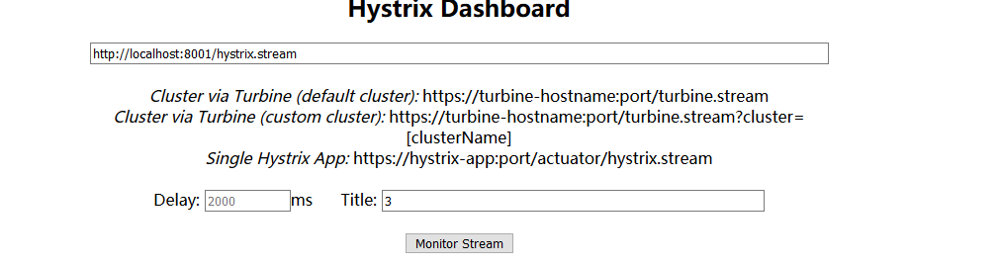 Hystrix Dashboard
http://localhost:8001/hystrix.stream
Cluster via Turbine (default cluster): https://turbine-hostname:port/turbine.stream
Cluster via Turbine (custom cluster): https://turbine-hostname:port/turbine.stream?cluster=
[clusterName]
Single Hystrix App: https://hystrix-app:port/actuator/hystrix.stream
Delay: 2000 ms Title: 3
Monitor Stream